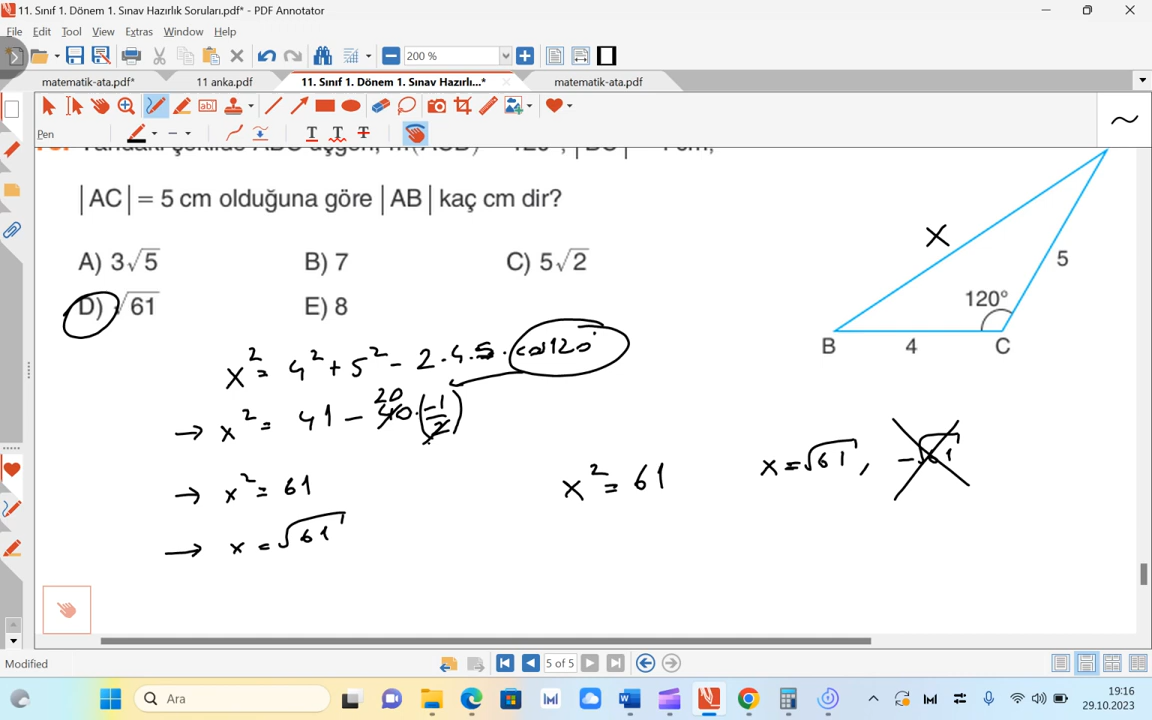 11. Sınıf 1. Dönem 1. Sınav Hazırlık Soruları.pdf* - PDF Annotator
File Edit Tool View Extras Window Help
200 %
matematik-ata.pdf* 11 anka.pdf 11. Sınıf 1. Dönem 1. Sınav Hazırlı...* matematik-ata.pdf
Pen
|AC| = 5 cm olduğuna göre |AB| kaç cm dir?
A) 3√5 B) 7 C) 5√2
D) √61 E) 8
x
5
120°
B 4 C
x² = 4² + 5² - 2.4.5.cos120°
20
→ x² = 41 - 40.(-1/2)
→ x² = 61
→ x = √61
x² = 61
x = √61, -√61
5 of 5
Modified
Ara
19:16
29.10.2023